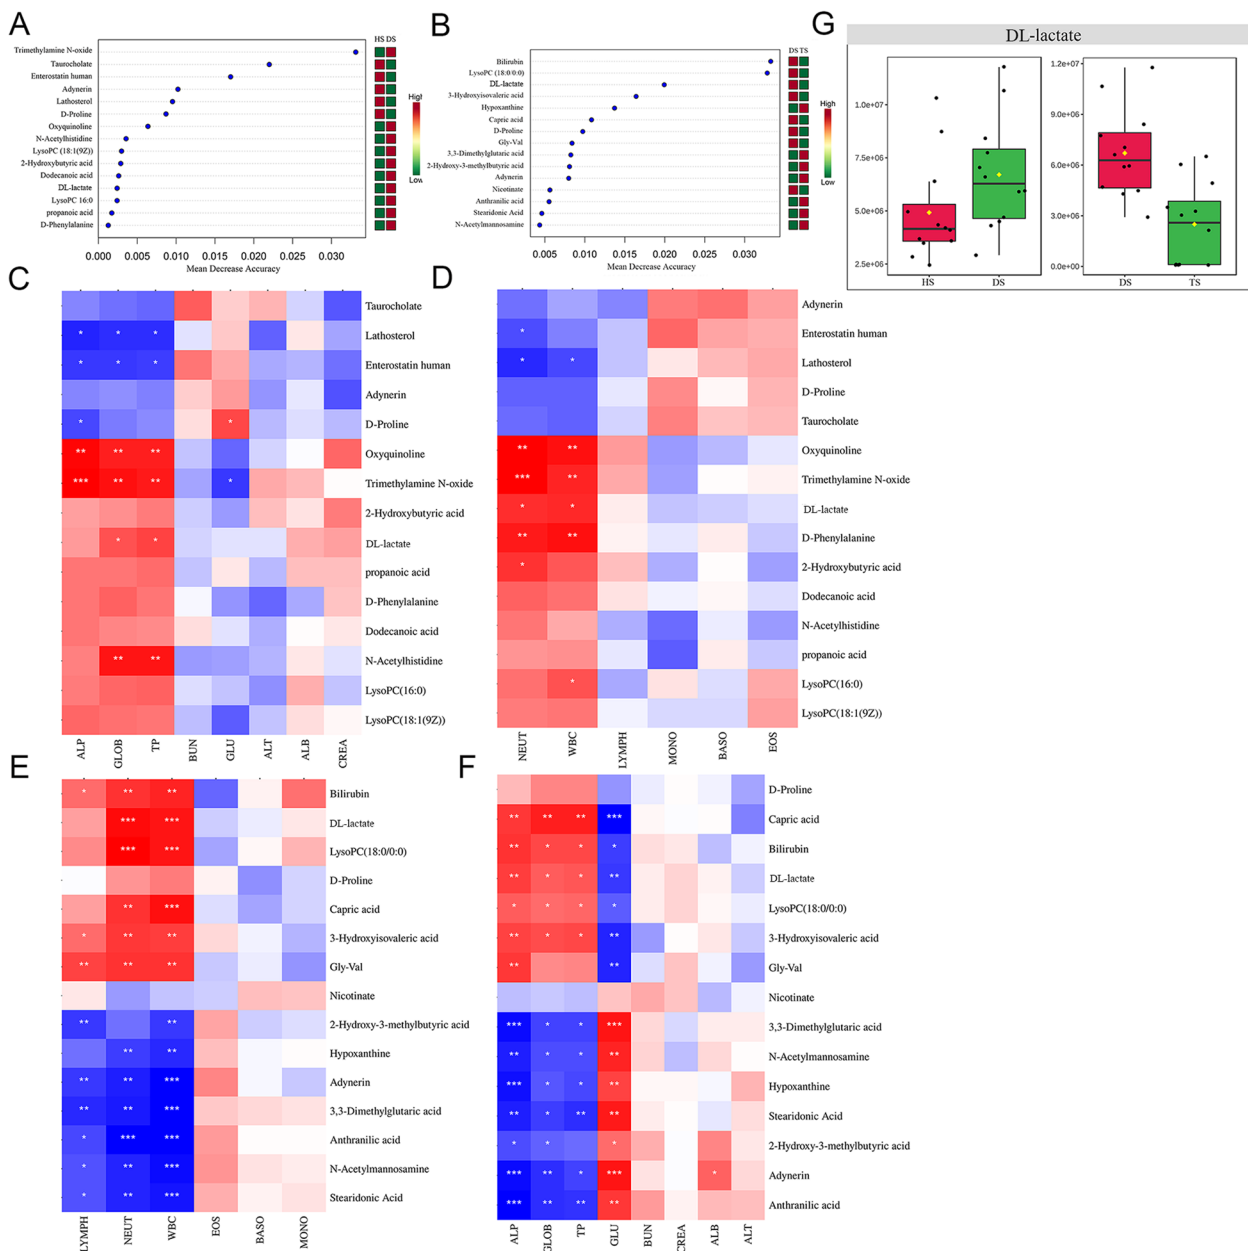 A
HS DS
Trimethylamine N-oxide
Taurocholate
Enterostatin human
Adynerin
Lathosterol
D-Proline
Oxyquinoline
N-Acetylhistidine
LysoPC (18:1(9Z))
2-Hydroxybutyric acid
Dodecanoic acid
DL-lactate
LysoPC 16:0
propanoic acid
D-Phenylalanine
High
Low
0.000 0.005 0.010 0.015 0.020 0.025 0.030
Mean Decrease Accuracy
B
DS TS
Bilirubin
LysoPC (18:0/0:0)
DL-lactate
3-Hydroxyisovaleric acid
Hypoxanthine
Capric acid
D-Proline
Gly-Val
3,3-Dimethylglutaric acid
2-Hydroxy-3-methylbutyric acid
Adynerin
Nicotinate
Anthranilic acid
Stearidonic Acid
N-Acetylmannosamine
High
Low
0.005 0.010 0.015 0.020 0.025 0.030
Mean Decrease Accuracy
G
DL-lactate
1.0e+07
7.5e+06
5.0e+06
2.5e+06
HS DS
1.2e+07
9.0e+06
6.0e+06
3.0e+06
0.0e+00
DS TS
C
Taurocholate
* * * Lathosterol
* * * Enterostatin human
Adynerin
* * D-Proline
** ** ** Oxyquinoline
*** ** ** * Trimethylamine N-oxide
2-Hydroxybutyric acid
* * DL-lactate
propanoic acid
D-Phenylalanine
Dodecanoic acid
** ** N-Acetylhistidine
LysoPC(16:0)
LysoPC(18:1(9Z))
ALP GLOB TP BUN GLU ALT ALB CREA
D
Adynerin
* Enterostatin human
* * Lathosterol
D-Proline
Taurocholate
** ** Oxyquinoline
*** ** Trimethylamine N-oxide
* * DL-lactate
** ** D-Phenylalanine
* 2-Hydroxybutyric acid
Dodecanoic acid
N-Acetylhistidine
propanoic acid
* LysoPC(16:0)
LysoPC(18:1(9Z))
NEUT WBC LYMPH MONO BASO EOS
E
* ** ** Bilirubin
*** *** DL-lactate
*** *** LysoPC(18:0/0:0)
D-Proline
** *** Capric acid
* ** ** 3-Hydroxyisovaleric acid
** ** ** Gly-Val
Nicotinate
** ** 2-Hydroxy-3-methylbutyric acid
** ** Hypoxanthine
** ** *** Adynerin
** ** *** 3,3-Dimethylglutaric acid
* *** *** Anthranilic acid
* ** *** N-Acetylmannosamine
* ** *** Stearidonic Acid
LYMPH NEUT WBC EOS BASO MONO
F
D-Proline
** ** ** *** Capric acid
** * * * Bilirubin
** * * ** DL-lactate
* * * * LysoPC(18:0/0:0)
** * * ** 3-Hydroxyisovaleric acid
** ** Gly-Val
Nicotinate
*** * * *** 3,3-Dimethylglutaric acid
** * * ** N-Acetylmannosamine
*** * * ** Hypoxanthine
** * ** ** Stearidonic Acid
* * * 2-Hydroxy-3-methylbutyric acid
*** ** * *** * Adynerin
*** ** ** ** Anthranilic acid
ALP GLOB TP GLU BUN CREA ALB ALT